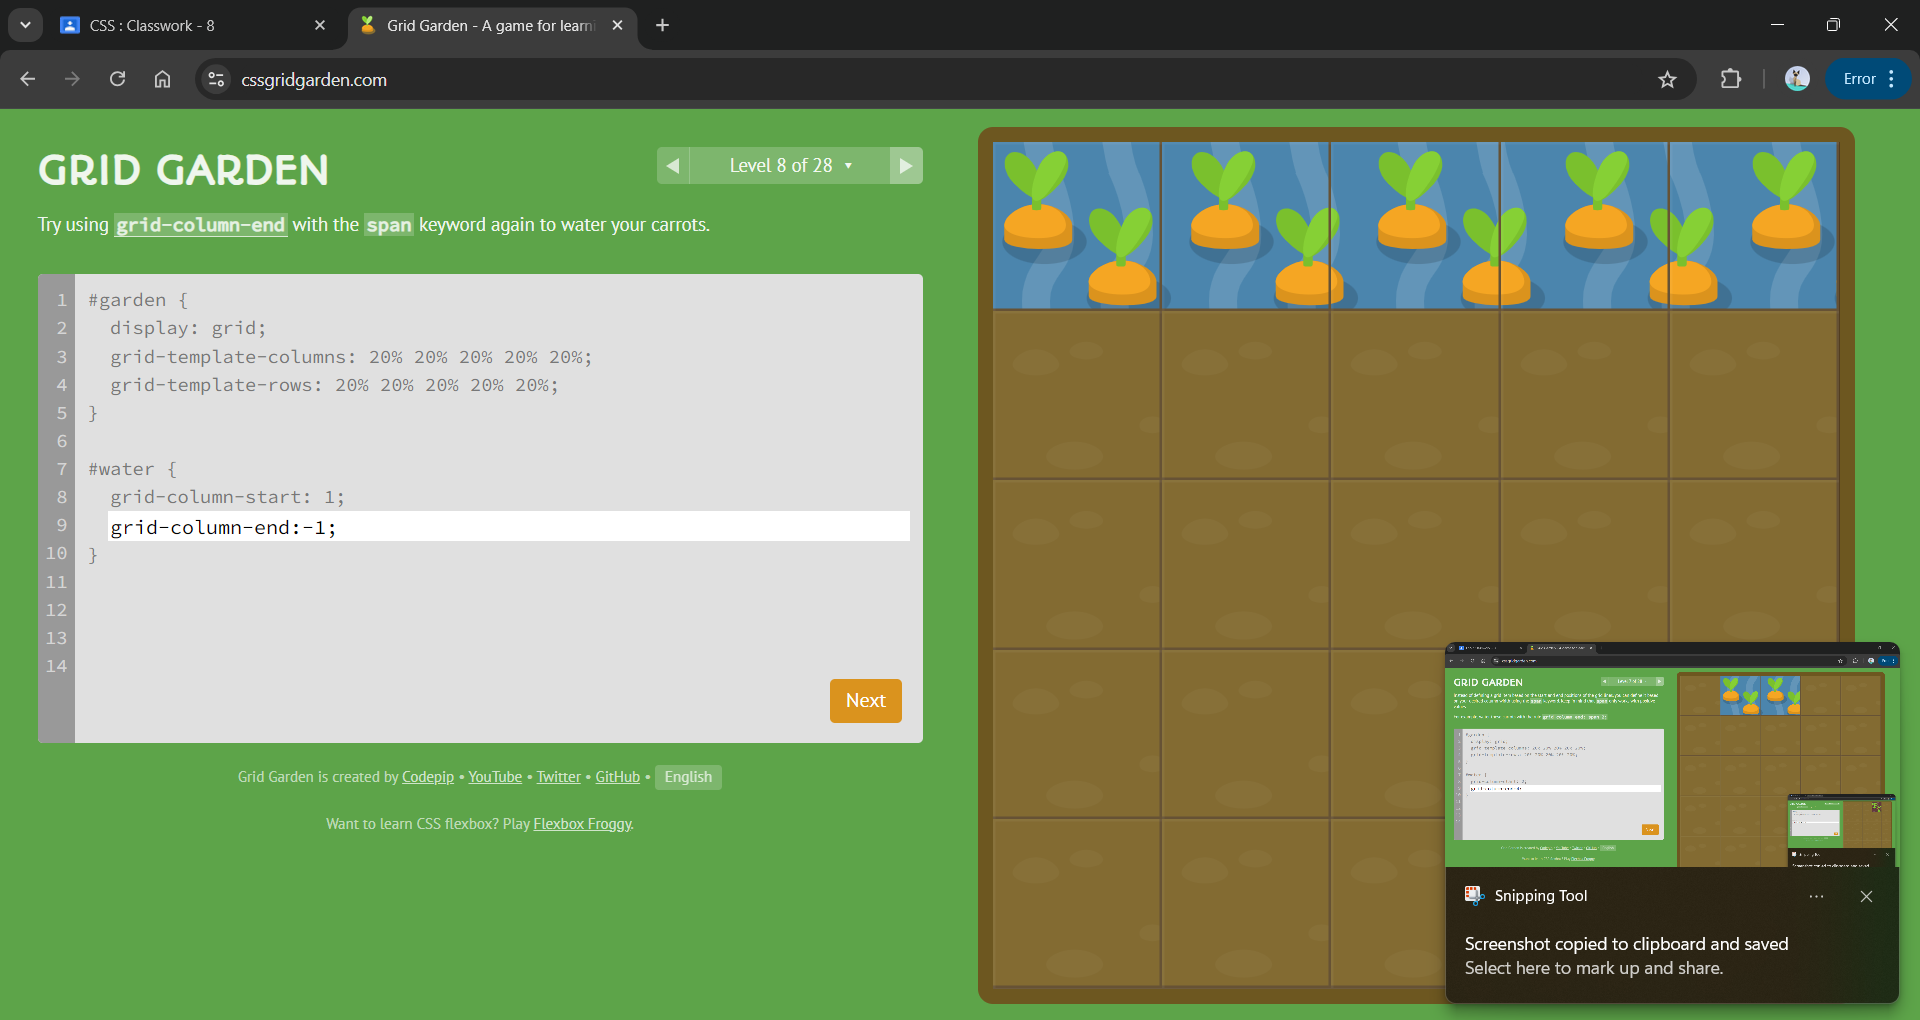 CSS : Classwork - 8
Grid Garden - A game for learni
cssgridgarden.com
Error
GRID GARDEN
Level 8 of 28
Try using grid-column-end with the span keyword again to water your carrots.
1 #garden {
2 display: grid;
3 grid-template-columns: 20% 20% 20% 20% 20%;
4 grid-template-rows: 20% 20% 20% 20% 20%;
5 }
6
7 #water {
8 grid-column-start: 1;
9 grid-column-end:-1;
10 }
11
12
13
14
Next
Grid Garden is created by Codepip • YouTube • Twitter • GitHub • English
Want to learn CSS flexbox? Play Flexbox Froggy.
GRID GARDEN
Snipping Tool
Screenshot copied to clipboard and saved
Select here to mark up and share.